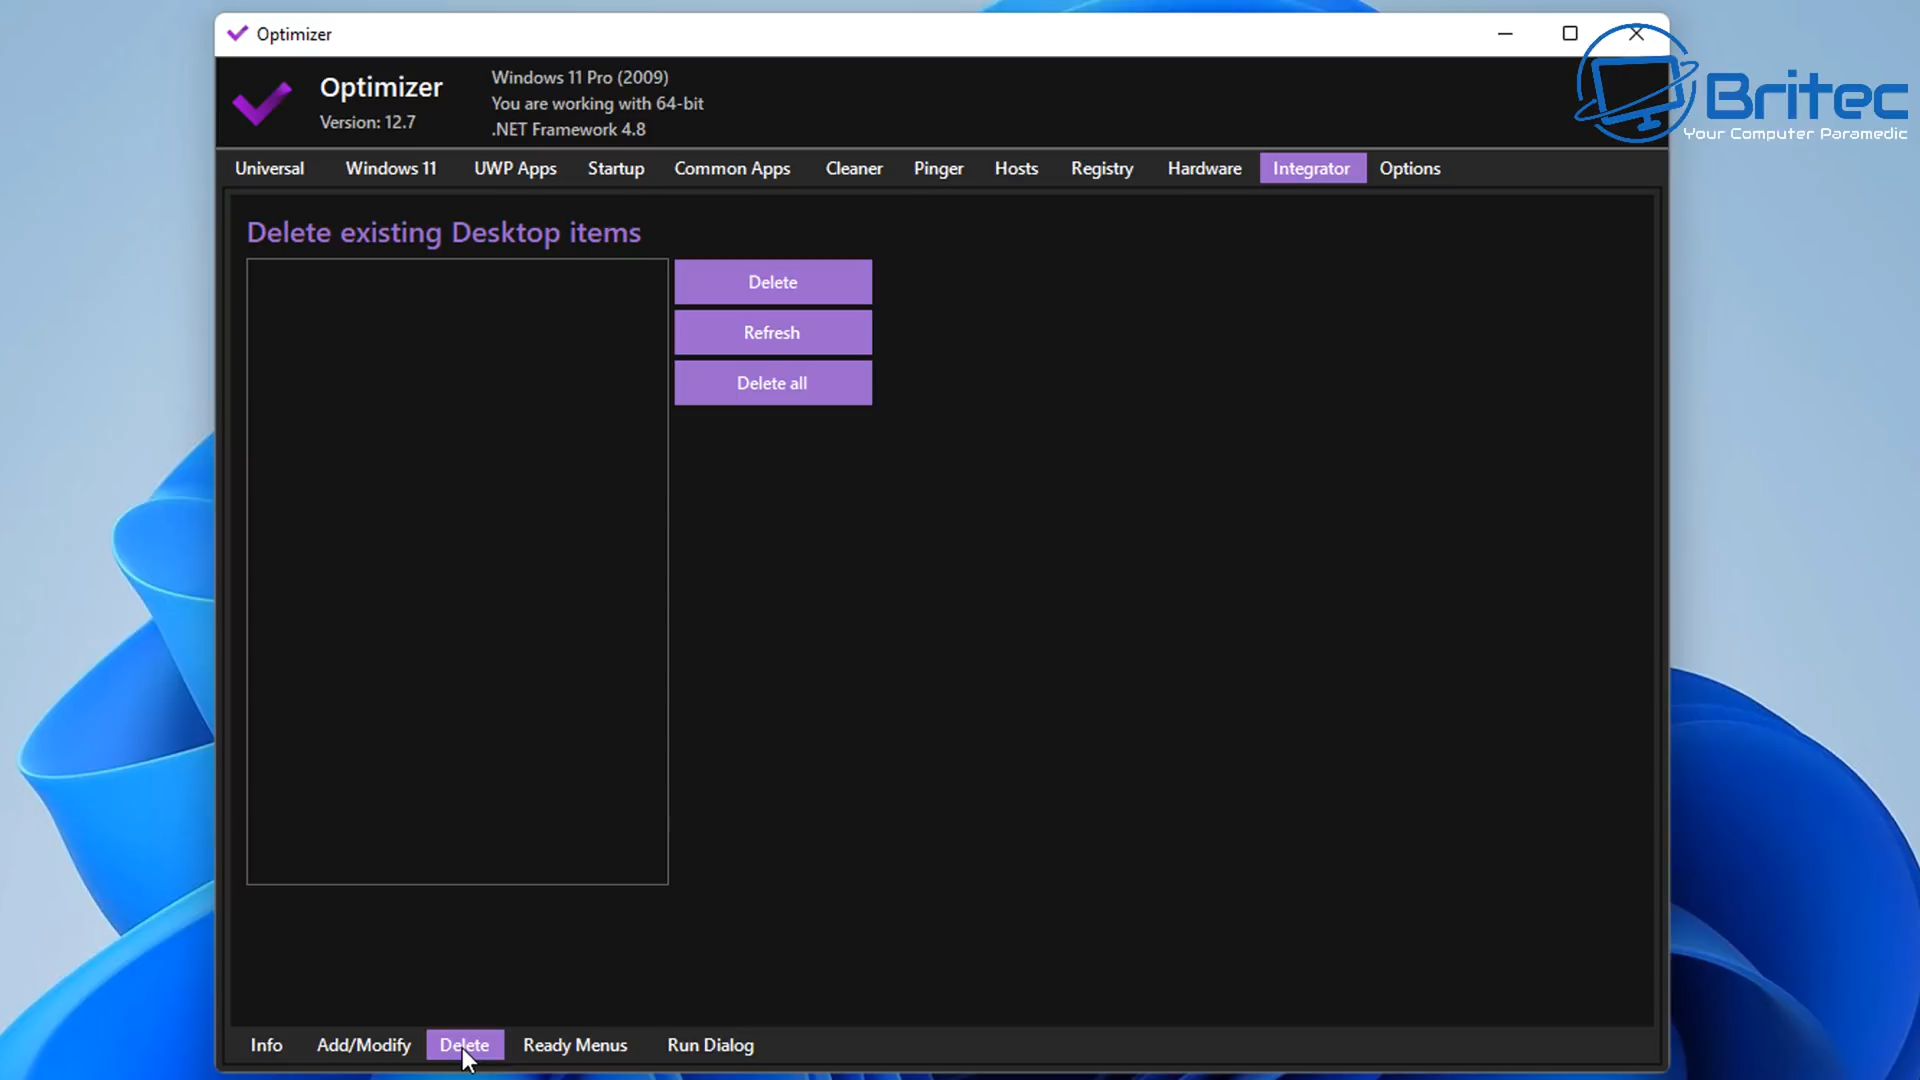 Optimizer
Optimizer
Version: 12.7
Windows 11 Pro (2009)
You are working with 64-bit
.NET Framework 4.8
Britec
Your Computer Paramedic
Universal Windows 11 UWP Apps Startup Common Apps Cleaner Pinger Hosts Registry Hardware Integrator Options
Delete existing Desktop items
Delete
Refresh
Delete all
Info Add/Modify Delete Ready Menus Run Dialog